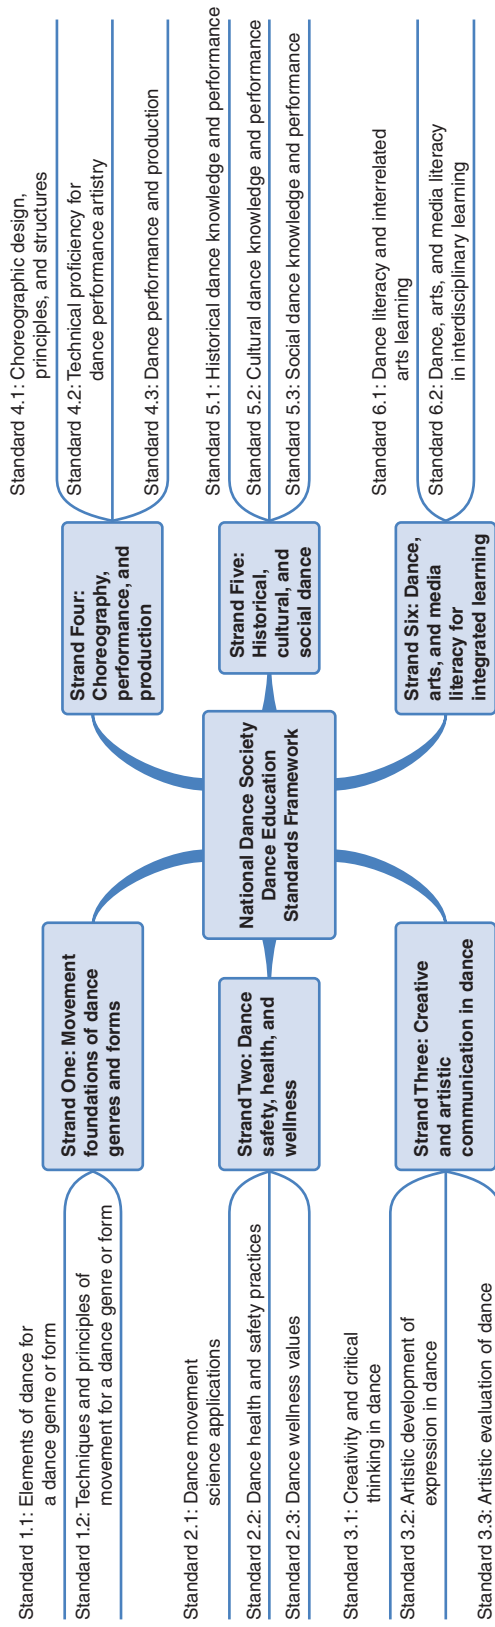 Standard 1.1: Elements of dance for
a dance genre or form
Standard 1.2: Techniques and principles of
movement for a dance genre or form
Strand One: Movement
foundations of dance
genres and forms
Standard 2.1: Dance movement
science applications
Standard 2.2: Dance health and safety practices
Standard 2.3: Dance wellness values
Strand Two: Dance
safety, health, and
wellness
Standard 3.1: Creativity and critical
thinking in dance
Standard 3.2: Artistic development of
expression in dance
Standard 3.3: Artistic evaluation of dance
Strand Three: Creative
and artistic
communication in dance
National Dance Society
Dance Education
Standards Framework
Strand Four:
Choreography,
performance, and
production
Standard 4.1: Choreographic design,
principles, and structures
Standard 4.2: Technical proficiency for
dance performance artistry
Standard 4.3: Dance performance and production
Strand Five:
Historical,
cultural, and
social dance
Standard 5.1: Historical dance knowledge and performance
Standard 5.2: Cultural dance knowledge and performance
Standard 5.3: Social dance knowledge and performance
Strand Six: Dance,
arts, and media
literacy for
integrated learning
Standard 6.1: Dance literacy and interrelated
arts learning
Standard 6.2: Dance, arts, and media literacy
in interdisciplinary learning